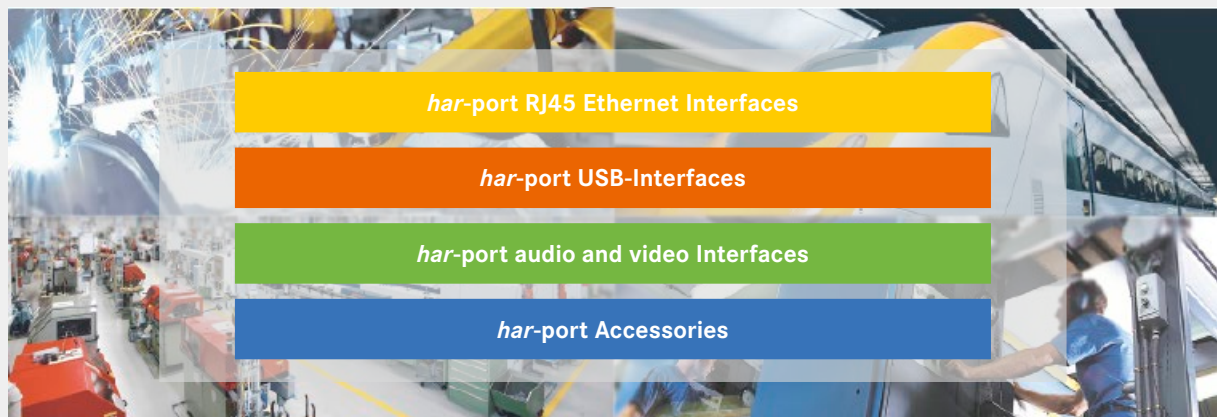 har-port RJ45 Ethernet Interfaces
har-port USB-Interfaces
har-port audio and video Interfaces
har-port Accessories